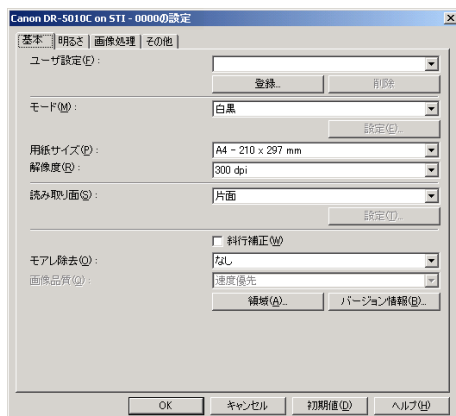 Canon DR-5010C on STI - 0000の設定
基本 明るさ 画像処理 その他
ユーザ設定(F):
登録... 削除
モード(M): 白黒
設定(E)...
用紙サイズ(P): A4 - 210 x 297 mm
解像度(R): 300 dpi
読み取り面(S): 片面
設定(T)...
斜行補正(W)
モアレ除去(O): なし
画像品質(Q): 速度優先
領域(A)... バージョン情報(B)...
OK キャンセル 初期値(D) ヘルプ(H)